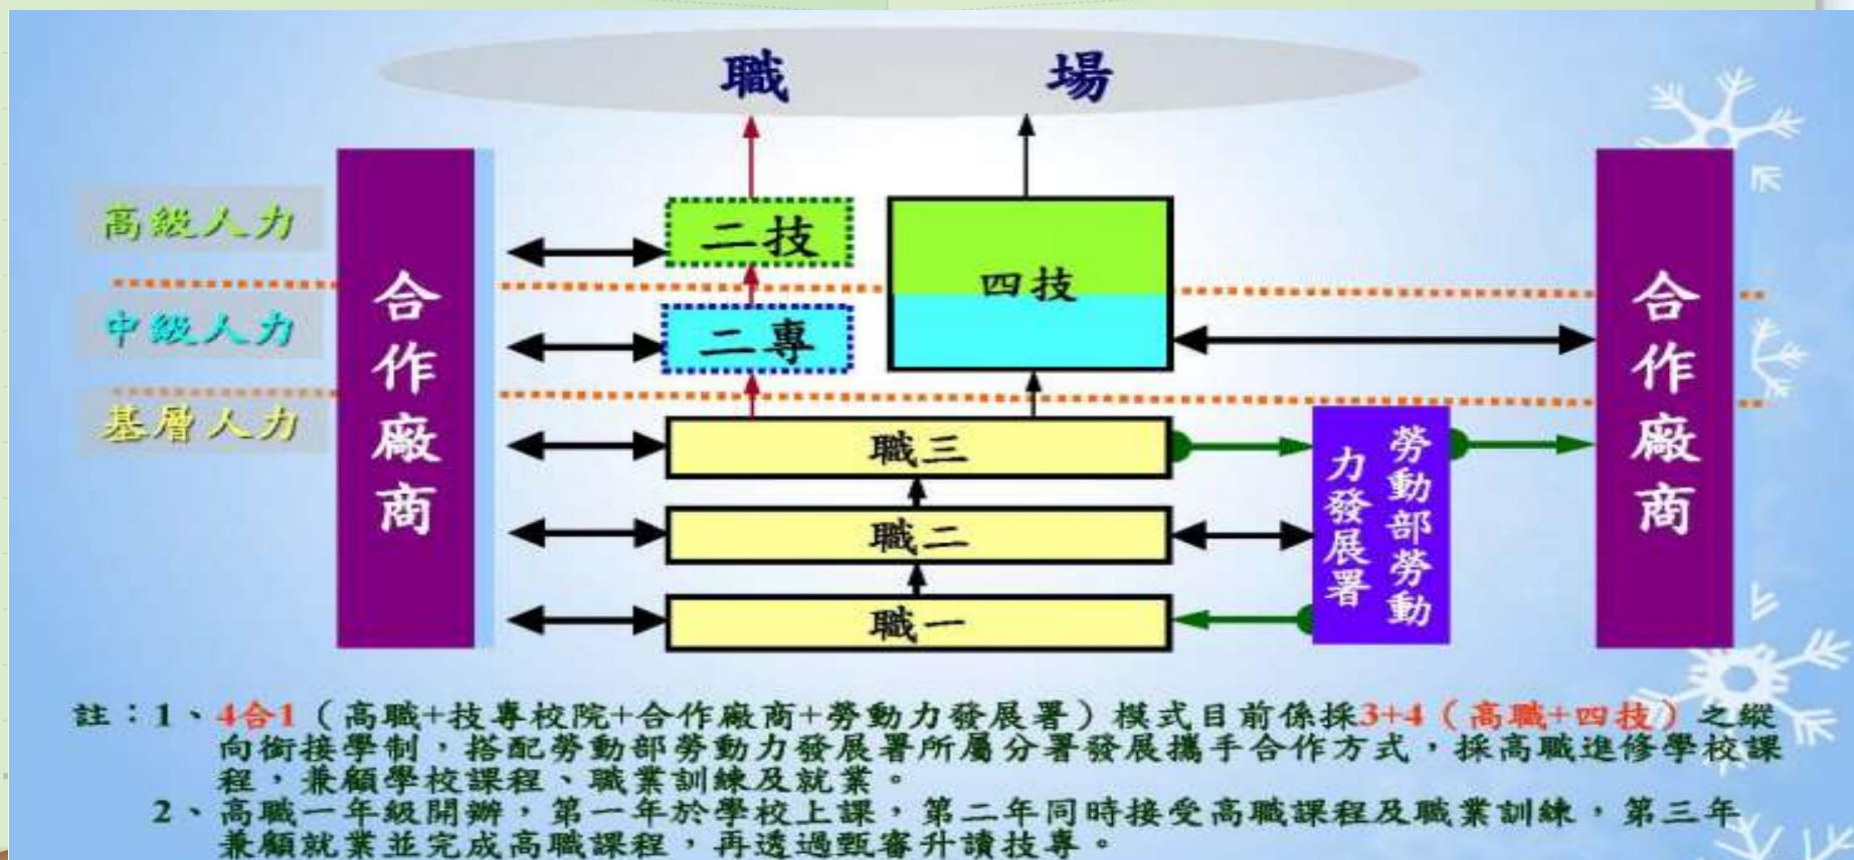 職 場
高級人力
中級人力
基層人力
合作廠商
二技
二專
四技
職三
職二
職一
勞動部勞動
力發展署
合作廠商
註：1、4合1（高職+技專校院+合作廠商+勞動力發展署）模式目前係採3+4（高職+四技）之縱
向銜接學制，搭配勞動部勞動力發展署所屬分署發展攜手合作方式，採高職進修學校課
程，兼顧學校課程、職業訓練及就業。
2、高職一年級開辦，第一年於學校上課，第二年同時接受高職課程及職業訓練，第三年
兼顧就業並完成高職課程，再透過甄審升讀技專。